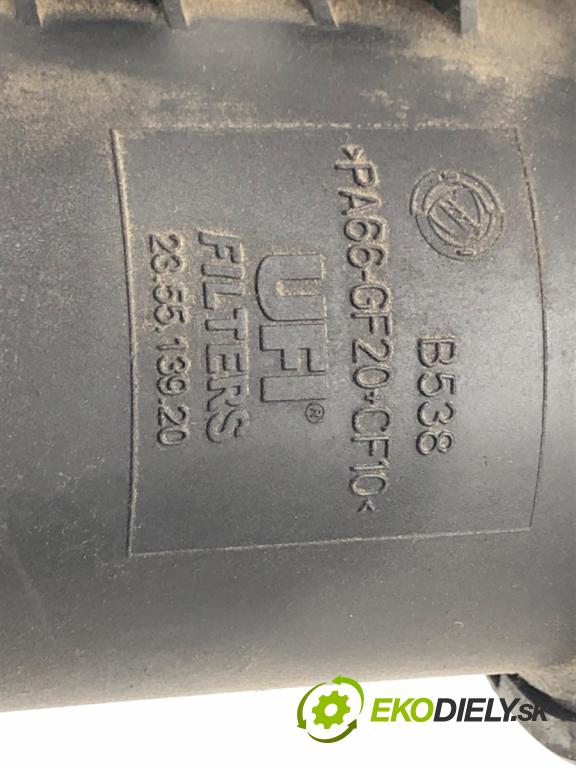 B538
>PA66-GF20+CF10<
UFI®
FILTERS
23.55.139.20
EKODIELY.sk